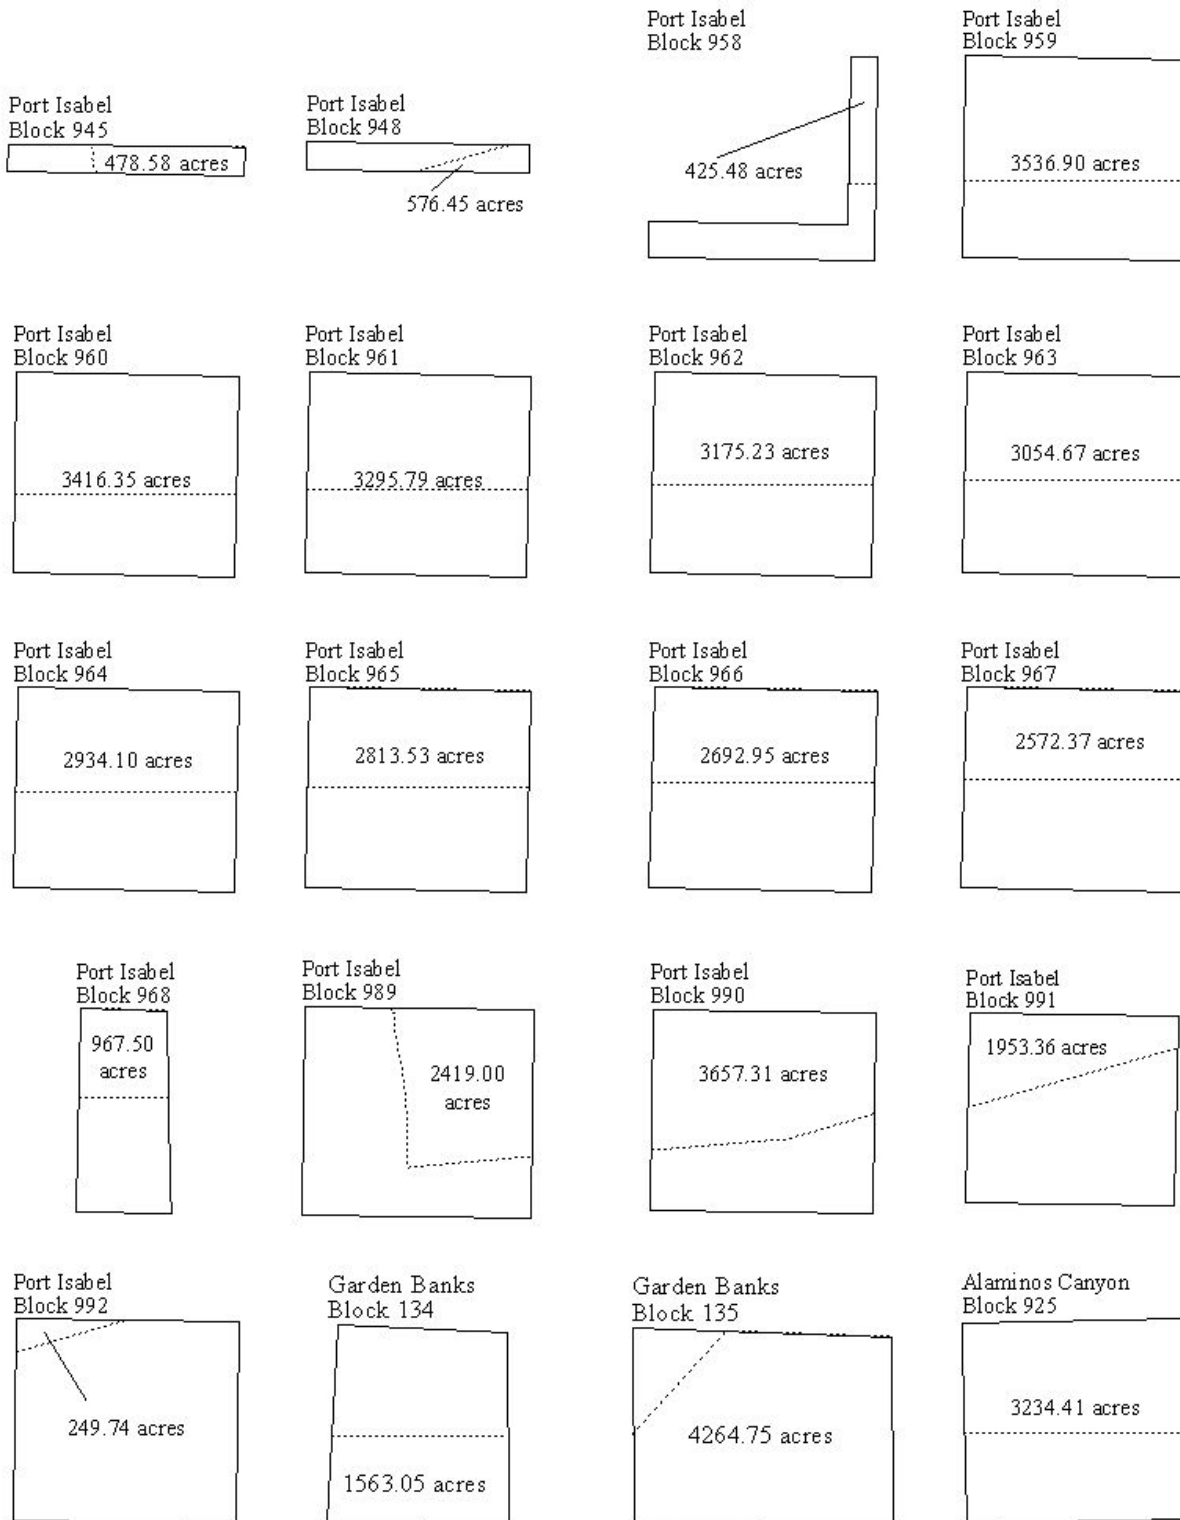 Port Isabel
Block 945
478.58 acres
Port Isabel
Block 948
576.45 acres
Port Isabel
Block 958
425.48 acres
Port Isabel
Block 959
3536.90 acres
Port Isabel
Block 960
3416.35 acres
Port Isabel
Block 961
3295.79 acres
Port Isabel
Block 962
3175.23 acres
Port Isabel
Block 963
3054.67 acres
Port Isabel
Block 964
2934.10 acres
Port Isabel
Block 965
2813.53 acres
Port Isabel
Block 966
2692.95 acres
Port Isabel
Block 967
2572.37 acres
Port Isabel
Block 968
967.50
acres
Port Isabel
Block 989
2419.00
acres
Port Isabel
Block 990
3657.31 acres
Port Isabel
Block 991
1953.36 acres
Port Isabel
Block 992
249.74 acres
Garden Banks
Block 134
1563.05 acres
Garden Banks
Block 135
4264.75 acres
Alaminos Canyon
Block 925
3234.41 acres